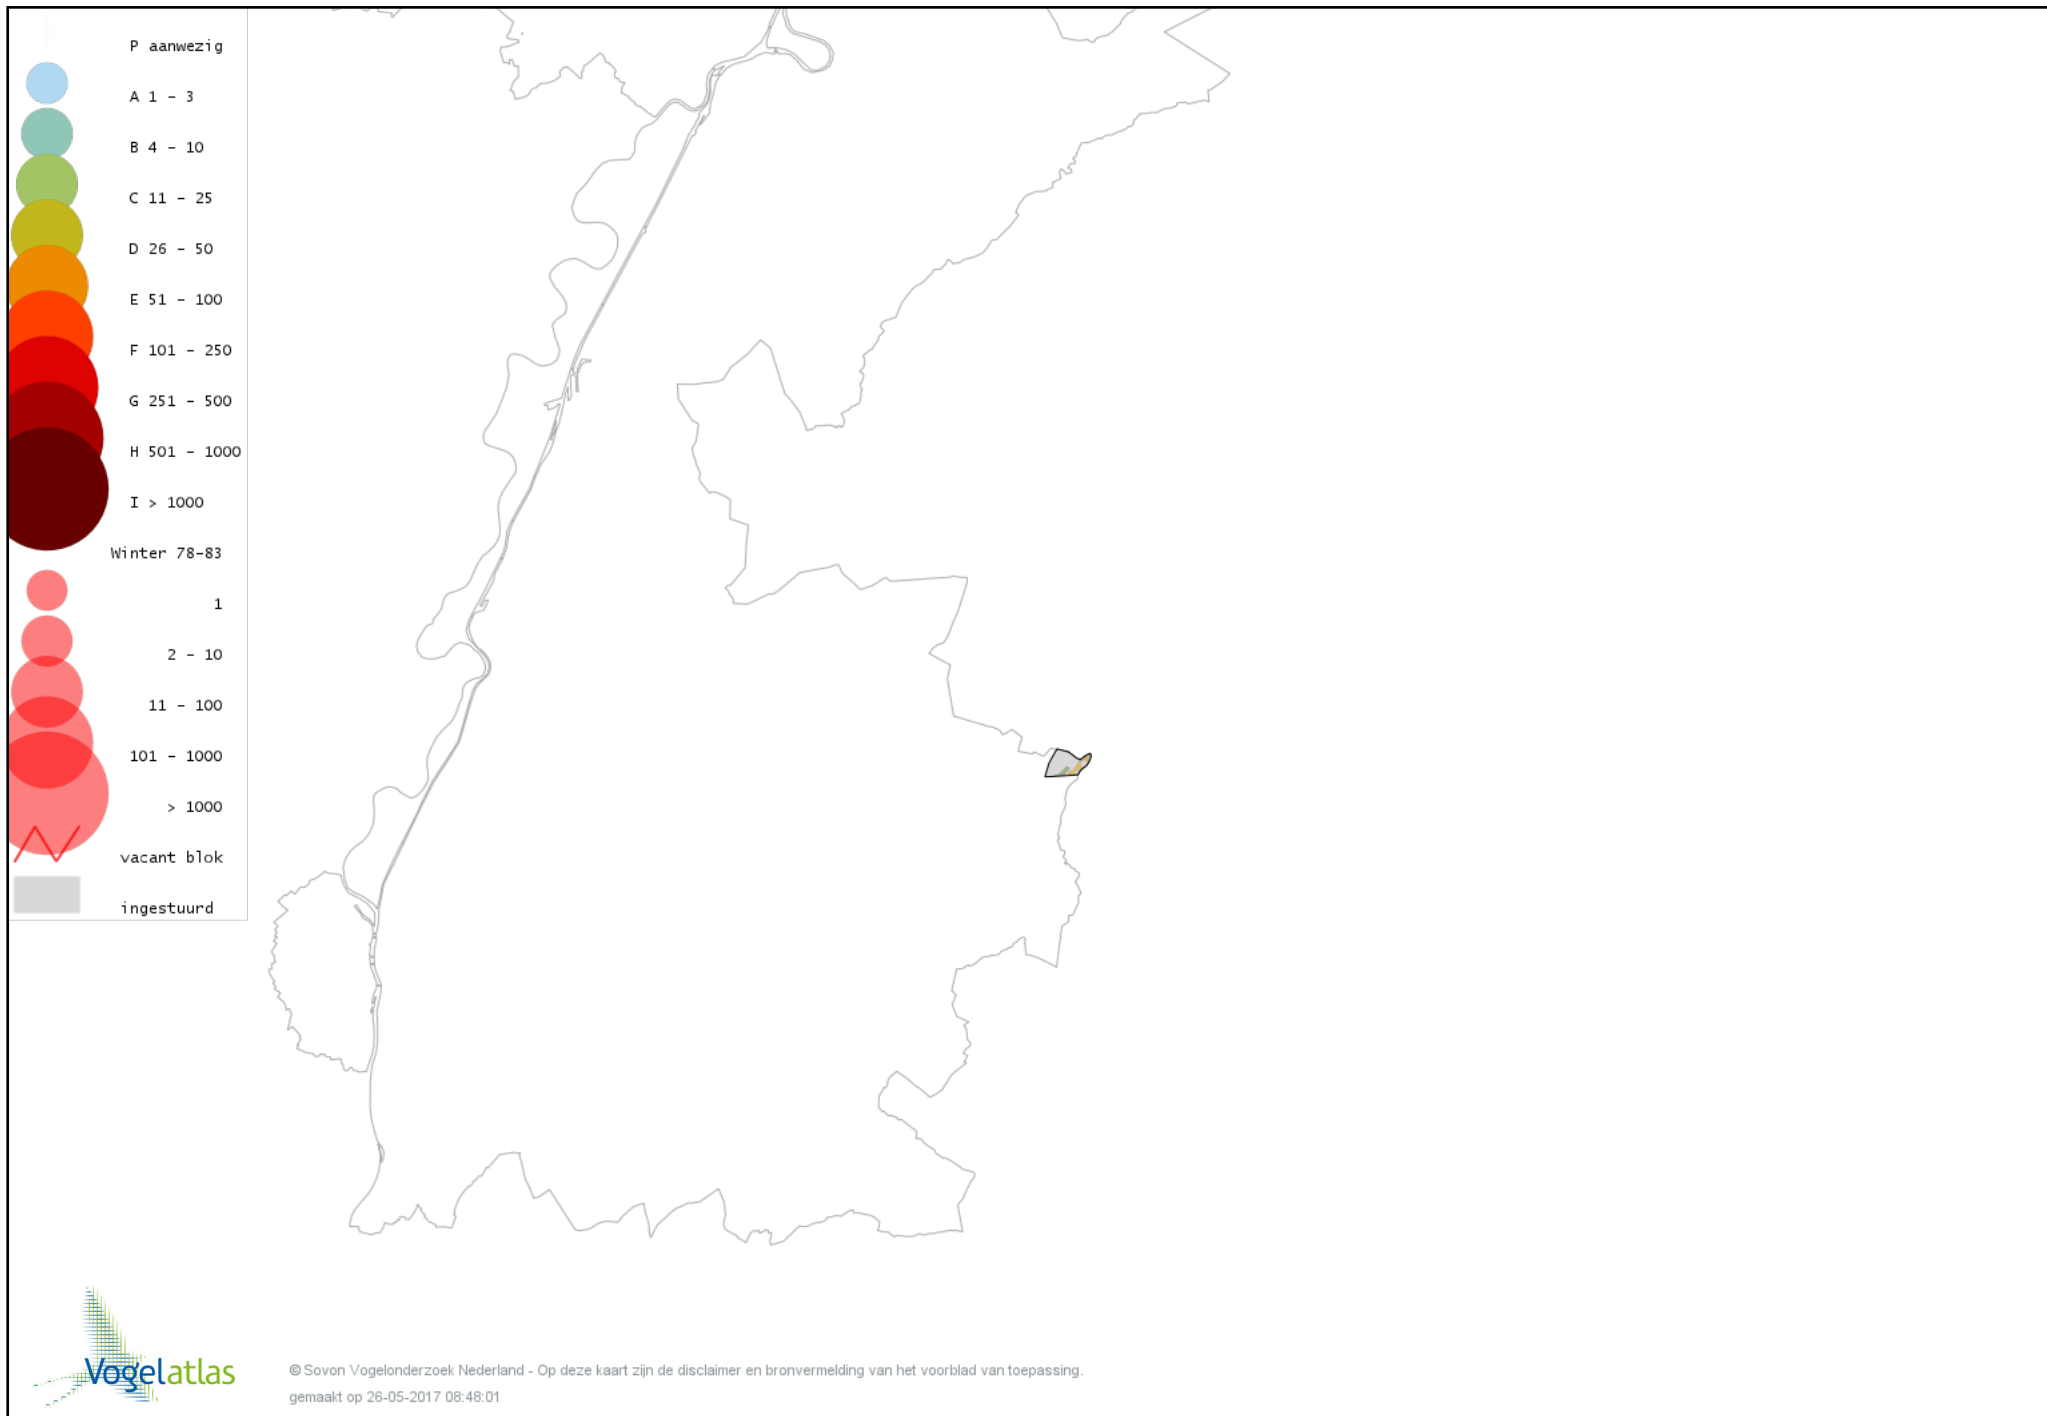 P aanwezig
A 1 - 3
B 4 - 10
C 11 - 25
D 26 - 50
E 51 - 100
F 101 - 250
G 251 - 500
H 501 - 1000
I > 1000
Winter 78-83
1
2 - 10
11 - 100
101 - 1000
> 1000
vacant blok
ingestuurd
Vogelatlas
© Sovon Vogelonderzoek Nederland - Op deze kaart zijn de disclaimer en bronvermelding van het voorblad van toepassing.
gemaakt op 26-05-2017 08:48:01